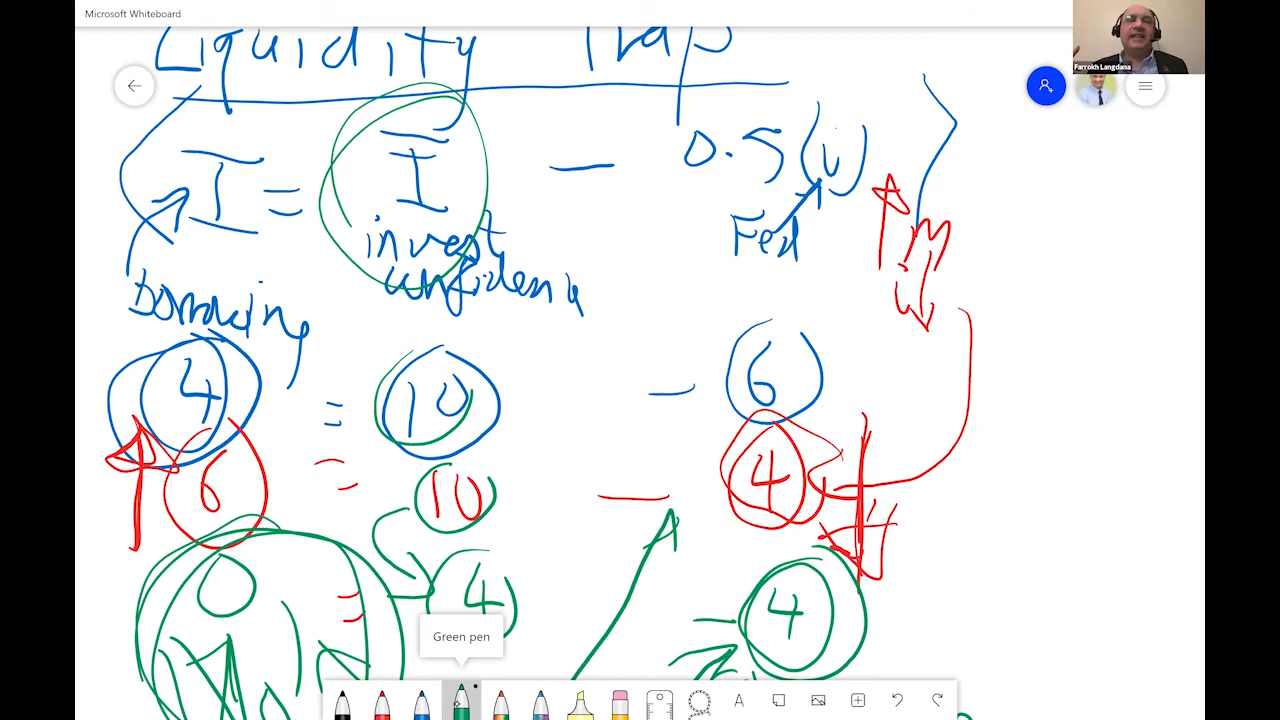 Microsoft Whiteboard
Farrokh Langdana
Liquidity Trap
I = Ī − 0.5(i)
invest
confidence
Fed
M
i
borrowing
4 = 10 − 6
6 = 10 − 4
0 = 4 − 4
Green pen
A